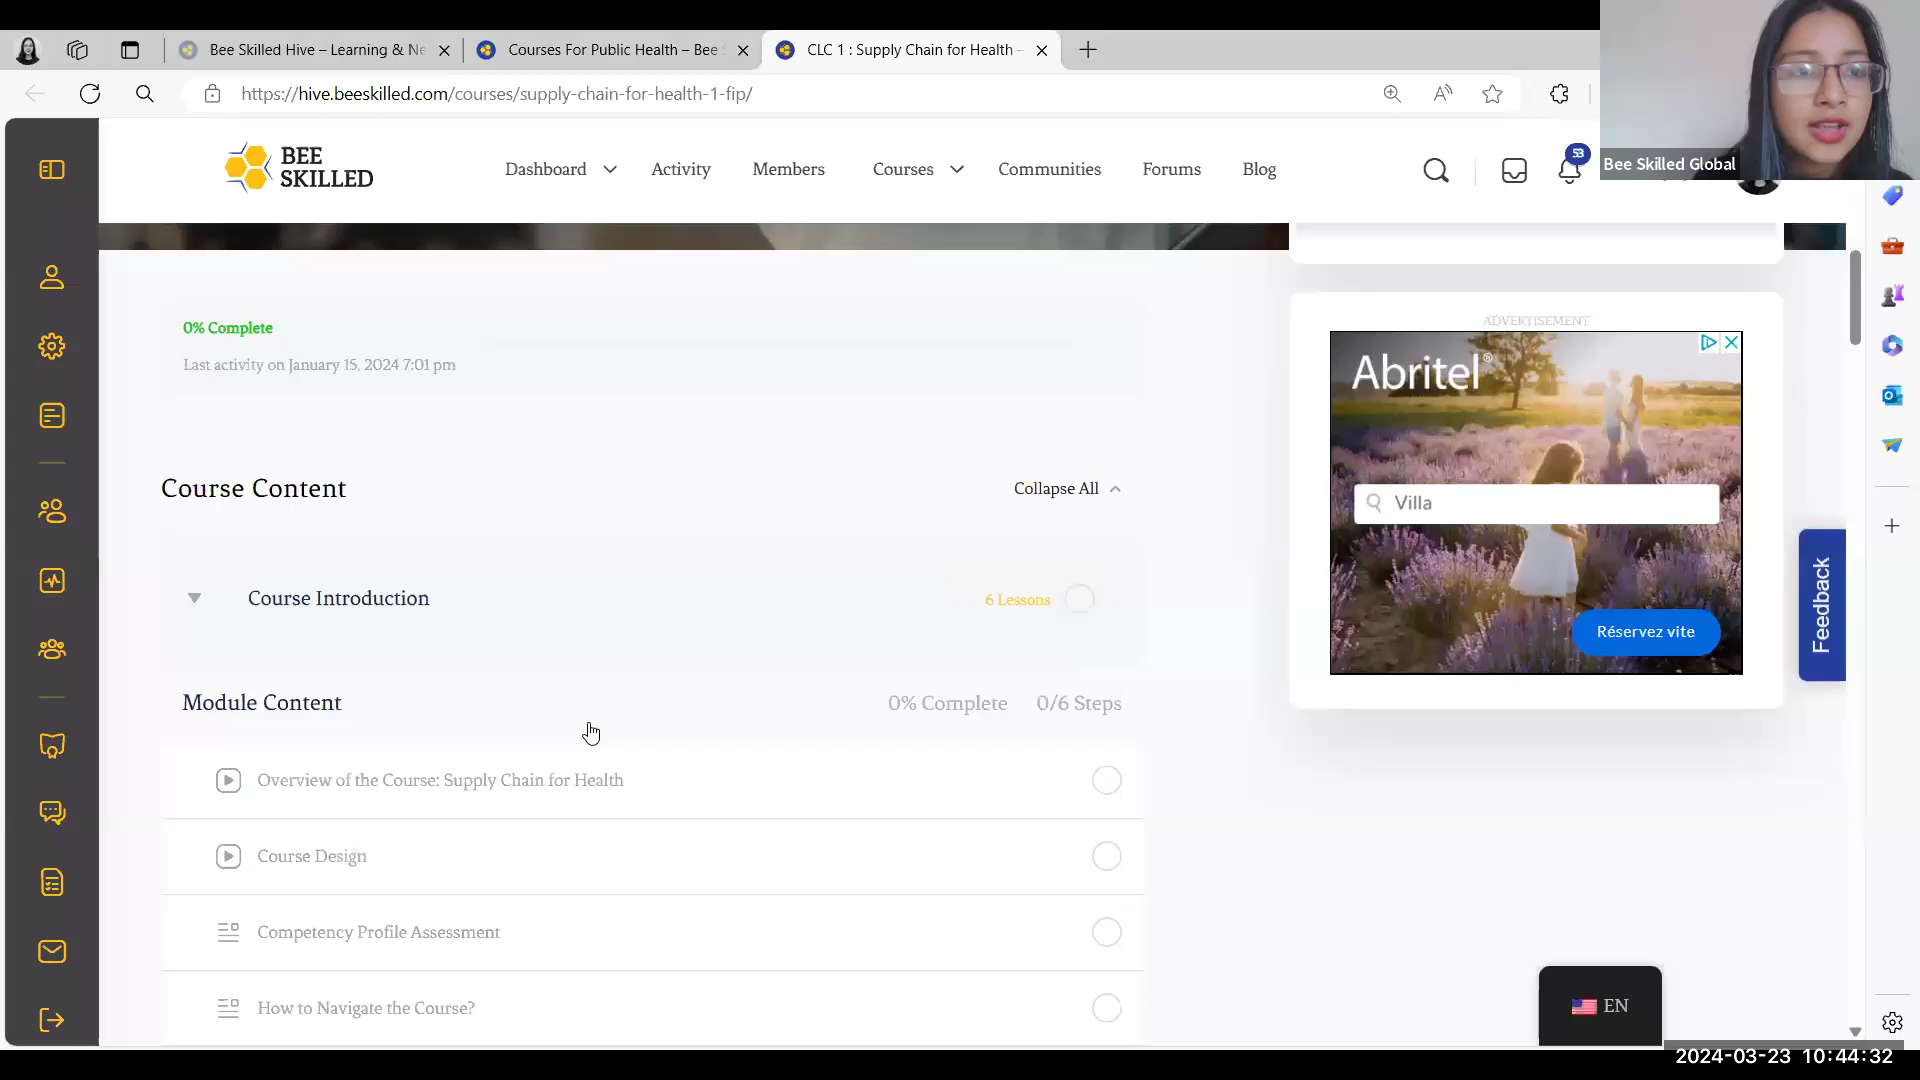 Bee Skilled Hive – Learning & Ne
Courses For Public Health – Bee S
CLC 1 : Supply Chain for Health –
https://hive.beeskilled.com/courses/supply-chain-for-health-1-fip/
BEE
SKILLED
Dashboard
Activity
Members
Courses
Communities
Forums
Blog
53
Bee Skilled Global
0% Complete
Last activity on January 15, 2024 7:01 pm
ADVERTISEMENT
Abritel®
Villa
Réservez vite
Feedback
Course Content
Collapse All
Course Introduction
6 Lessons
Module Content
0% Complete
0/6 Steps
Overview of the Course: Supply Chain for Health
Course Design
Competency Profile Assessment
How to Navigate the Course?
EN
2024-03-23 10:44:32